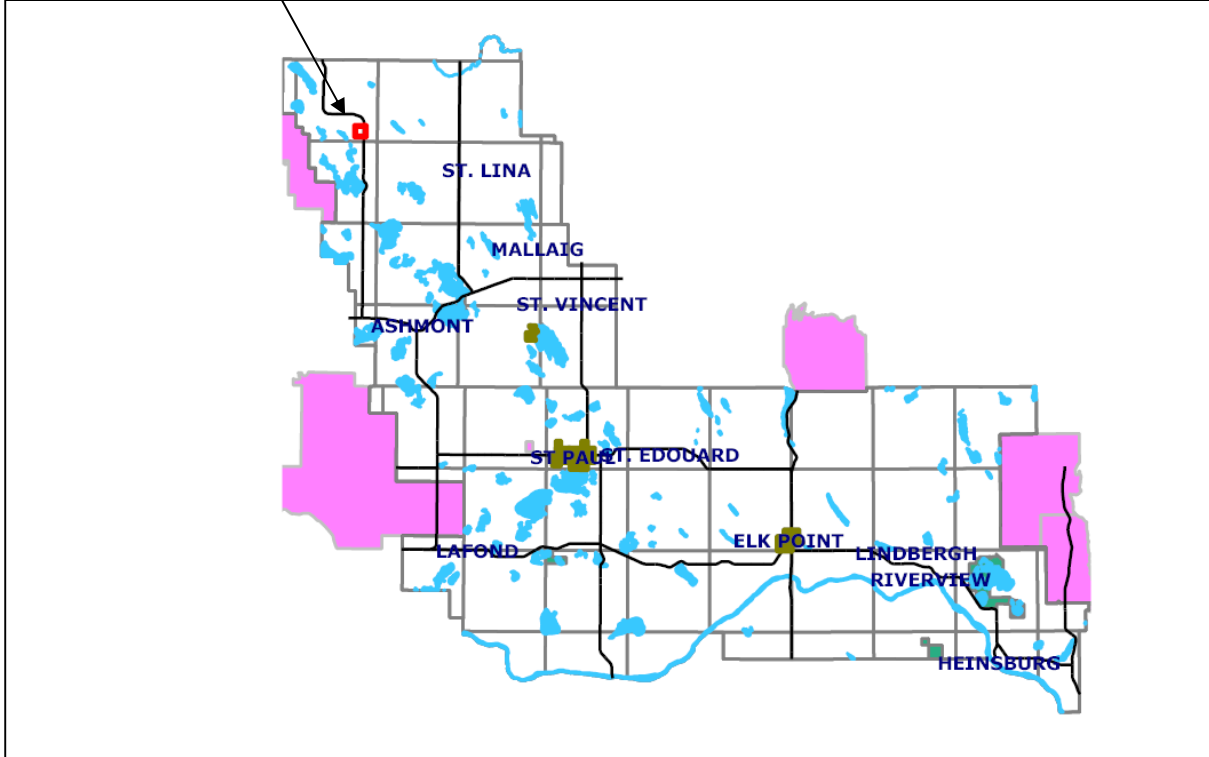 ST. LINA
MALLAIG
ST. VINCENT
ASHMONT
ST PAUL
ST. EDOUARD
ELK POINT
LAFOND
LINDBERGH
RIVERVIEW
HEINSBURG